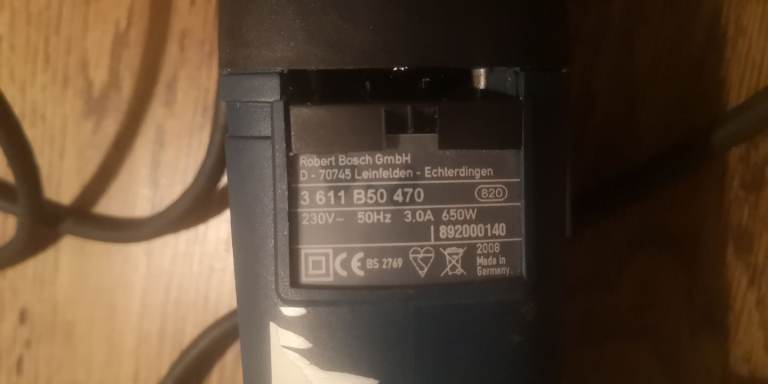 Robert Bosch GmbH
D - 70745 Leinfelden - Echterdingen
3 611 B50 470 820
230V~ 50Hz 3.0A 650W
892000140
CE BS 2769 2008
Made in
Germany.